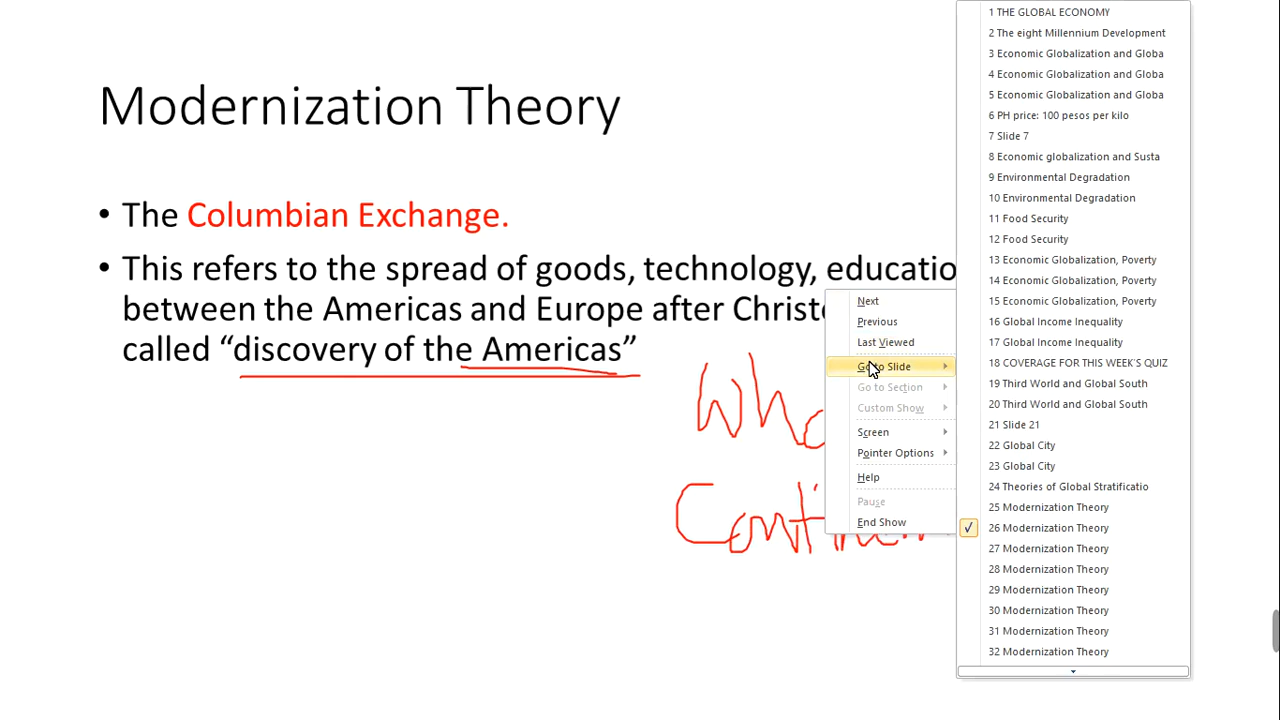 Modernization Theory
• The Columbian Exchange.
• This refers to the spread of goods, technology, educatio
between the Americas and Europe after Christo
called “discovery of the Americas”
Who
Contin
Next
Previous
Last Viewed
Go to Slide
Go to Section
Custom Show
Screen
Pointer Options
Help
Pause
End Show
1 THE GLOBAL ECONOMY
2 The eight Millennium Development
3 Economic Globalization and Globa
4 Economic Globalization and Globa
5 Economic Globalization and Globa
6 PH price: 100 pesos per kilo
7 Slide 7
8 Economic globalization and Susta
9 Environmental Degradation
10 Environmental Degradation
11 Food Security
12 Food Security
13 Economic Globalization, Poverty
14 Economic Globalization, Poverty
15 Economic Globalization, Poverty
16 Global Income Inequality
17 Global Income Inequality
18 COVERAGE FOR THIS WEEK'S QUIZ
19 Third World and Global South
20 Third World and Global South
21 Slide 21
22 Global City
23 Global City
24 Theories of Global Stratificatio
25 Modernization Theory
26 Modernization Theory
27 Modernization Theory
28 Modernization Theory
29 Modernization Theory
30 Modernization Theory
31 Modernization Theory
32 Modernization Theory